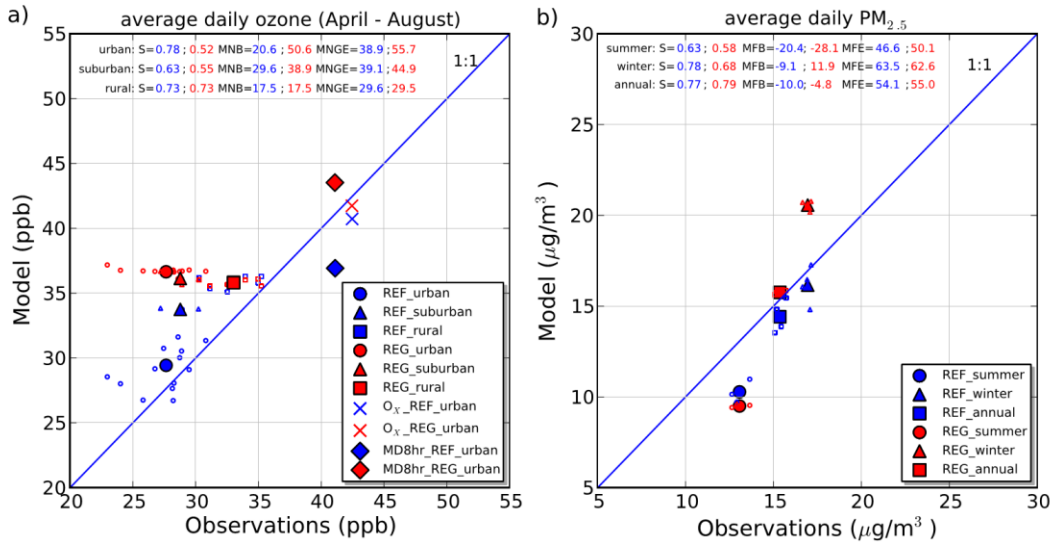 a)
average daily ozone (April - August)
urban: S=0.78 ; 0.52 MNB=20.6 ; 50.6 MNGE=38.9 ; 55.7
suburban: S=0.63 ; 0.55 MNB=29.6 ; 38.9 MNGE=39.1 ; 44.9
rural: S=0.73 ; 0.73 MNB=17.5 ; 17.5 MNGE=29.6 ; 29.5
1:1
55
50
45
40
35
30
25
20
Model (ppb)
20 25 30 35 40 45 50 55
Observations (ppb)
REF_urban
REF_suburban
REF_rural
REG_urban
REG_suburban
REG_rural
Oₓ_REF_urban
Oₓ_REG_urban
MD8hr_REF_urban
MD8hr_REG_urban
b)
average daily PM₂.₅
summer: S=0.63 ; 0.58 MFB=-20.4; -28.1 MFE= 46.6 ; 50.1
winter: S=0.78 ; 0.68 MFB=-9.1 ; 11.9 MFE=63.5 ; 62.6
annual: S=0.77 ; 0.79 MFB=-10.0; -4.8 MFE= 54.1 ; 55.0
1:1
30
25
20
15
10
5
Model (μg/m³ )
5 10 15 20 25 30
Observations (μg/m³ )
REF_summer
REF_winter
REF_annual
REG_summer
REG_winter
REG_annual